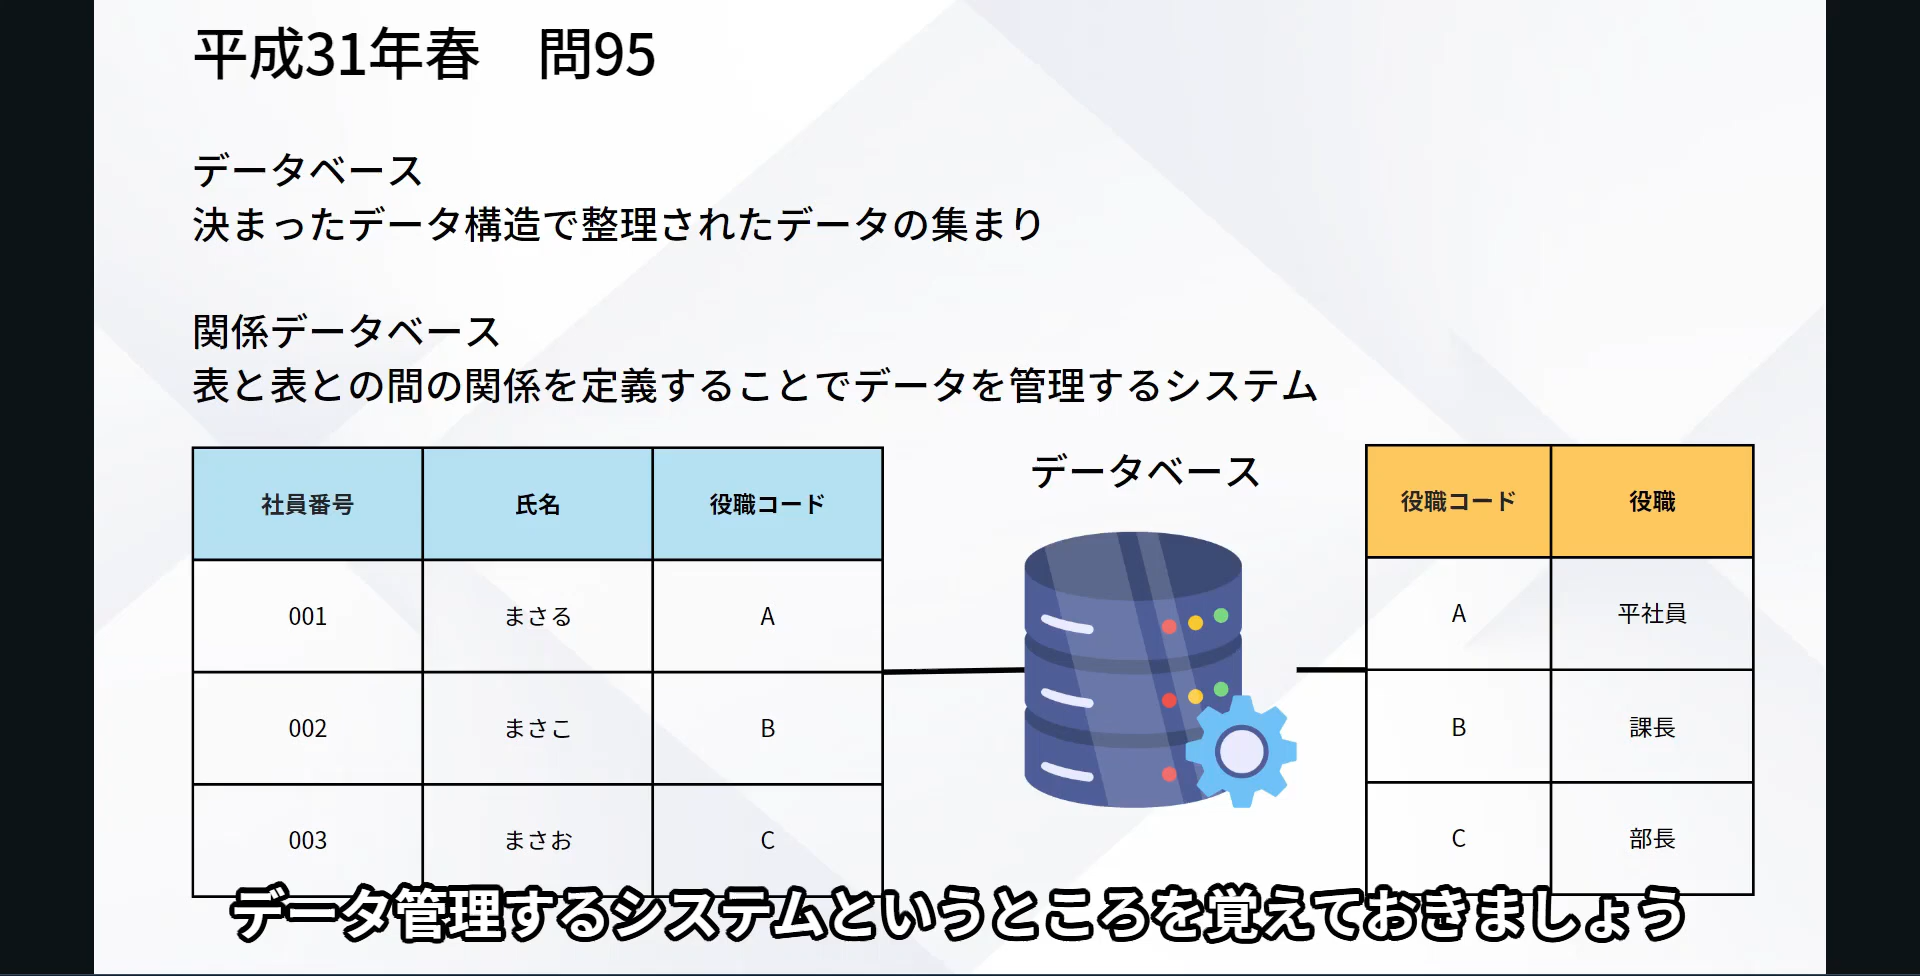 平成31年春　問95
データベース
決まったデータ構造で整理されたデータの集まり
関係データベース
表と表との間の関係を定義することでデータを管理するシステム
社員番号 氏名 役職コード
001 まさる A
002 まさこ B
003 まさお C
データベース
役職コード 役職
A 平社員
B 課長
C 部長
データ管理するシステムというところを覚えておきましょう